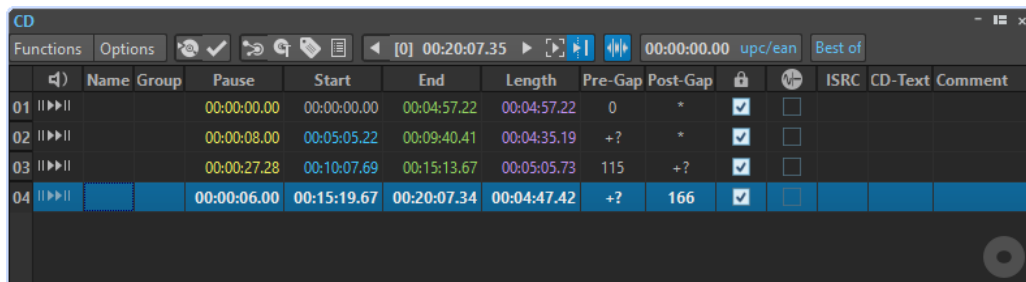 CD
Functions Options [0] 00:20:07.35 00:00:00.00 upc/ean Best of
Name Group Pause Start End Length Pre-Gap Post-Gap ISRC CD-Text Comment
01 00:00:00.00 00:00:00.00 00:04:57.22 00:04:57.22 0 *
02 00:00:08.00 00:05:05.22 00:09:40.41 00:04:35.19 +? *
03 00:00:27.28 00:10:07.69 00:15:13.67 00:05:05.73 115 +?
04 00:00:06.00 00:15:19.67 00:20:07.34 00:04:47.42 +? 166